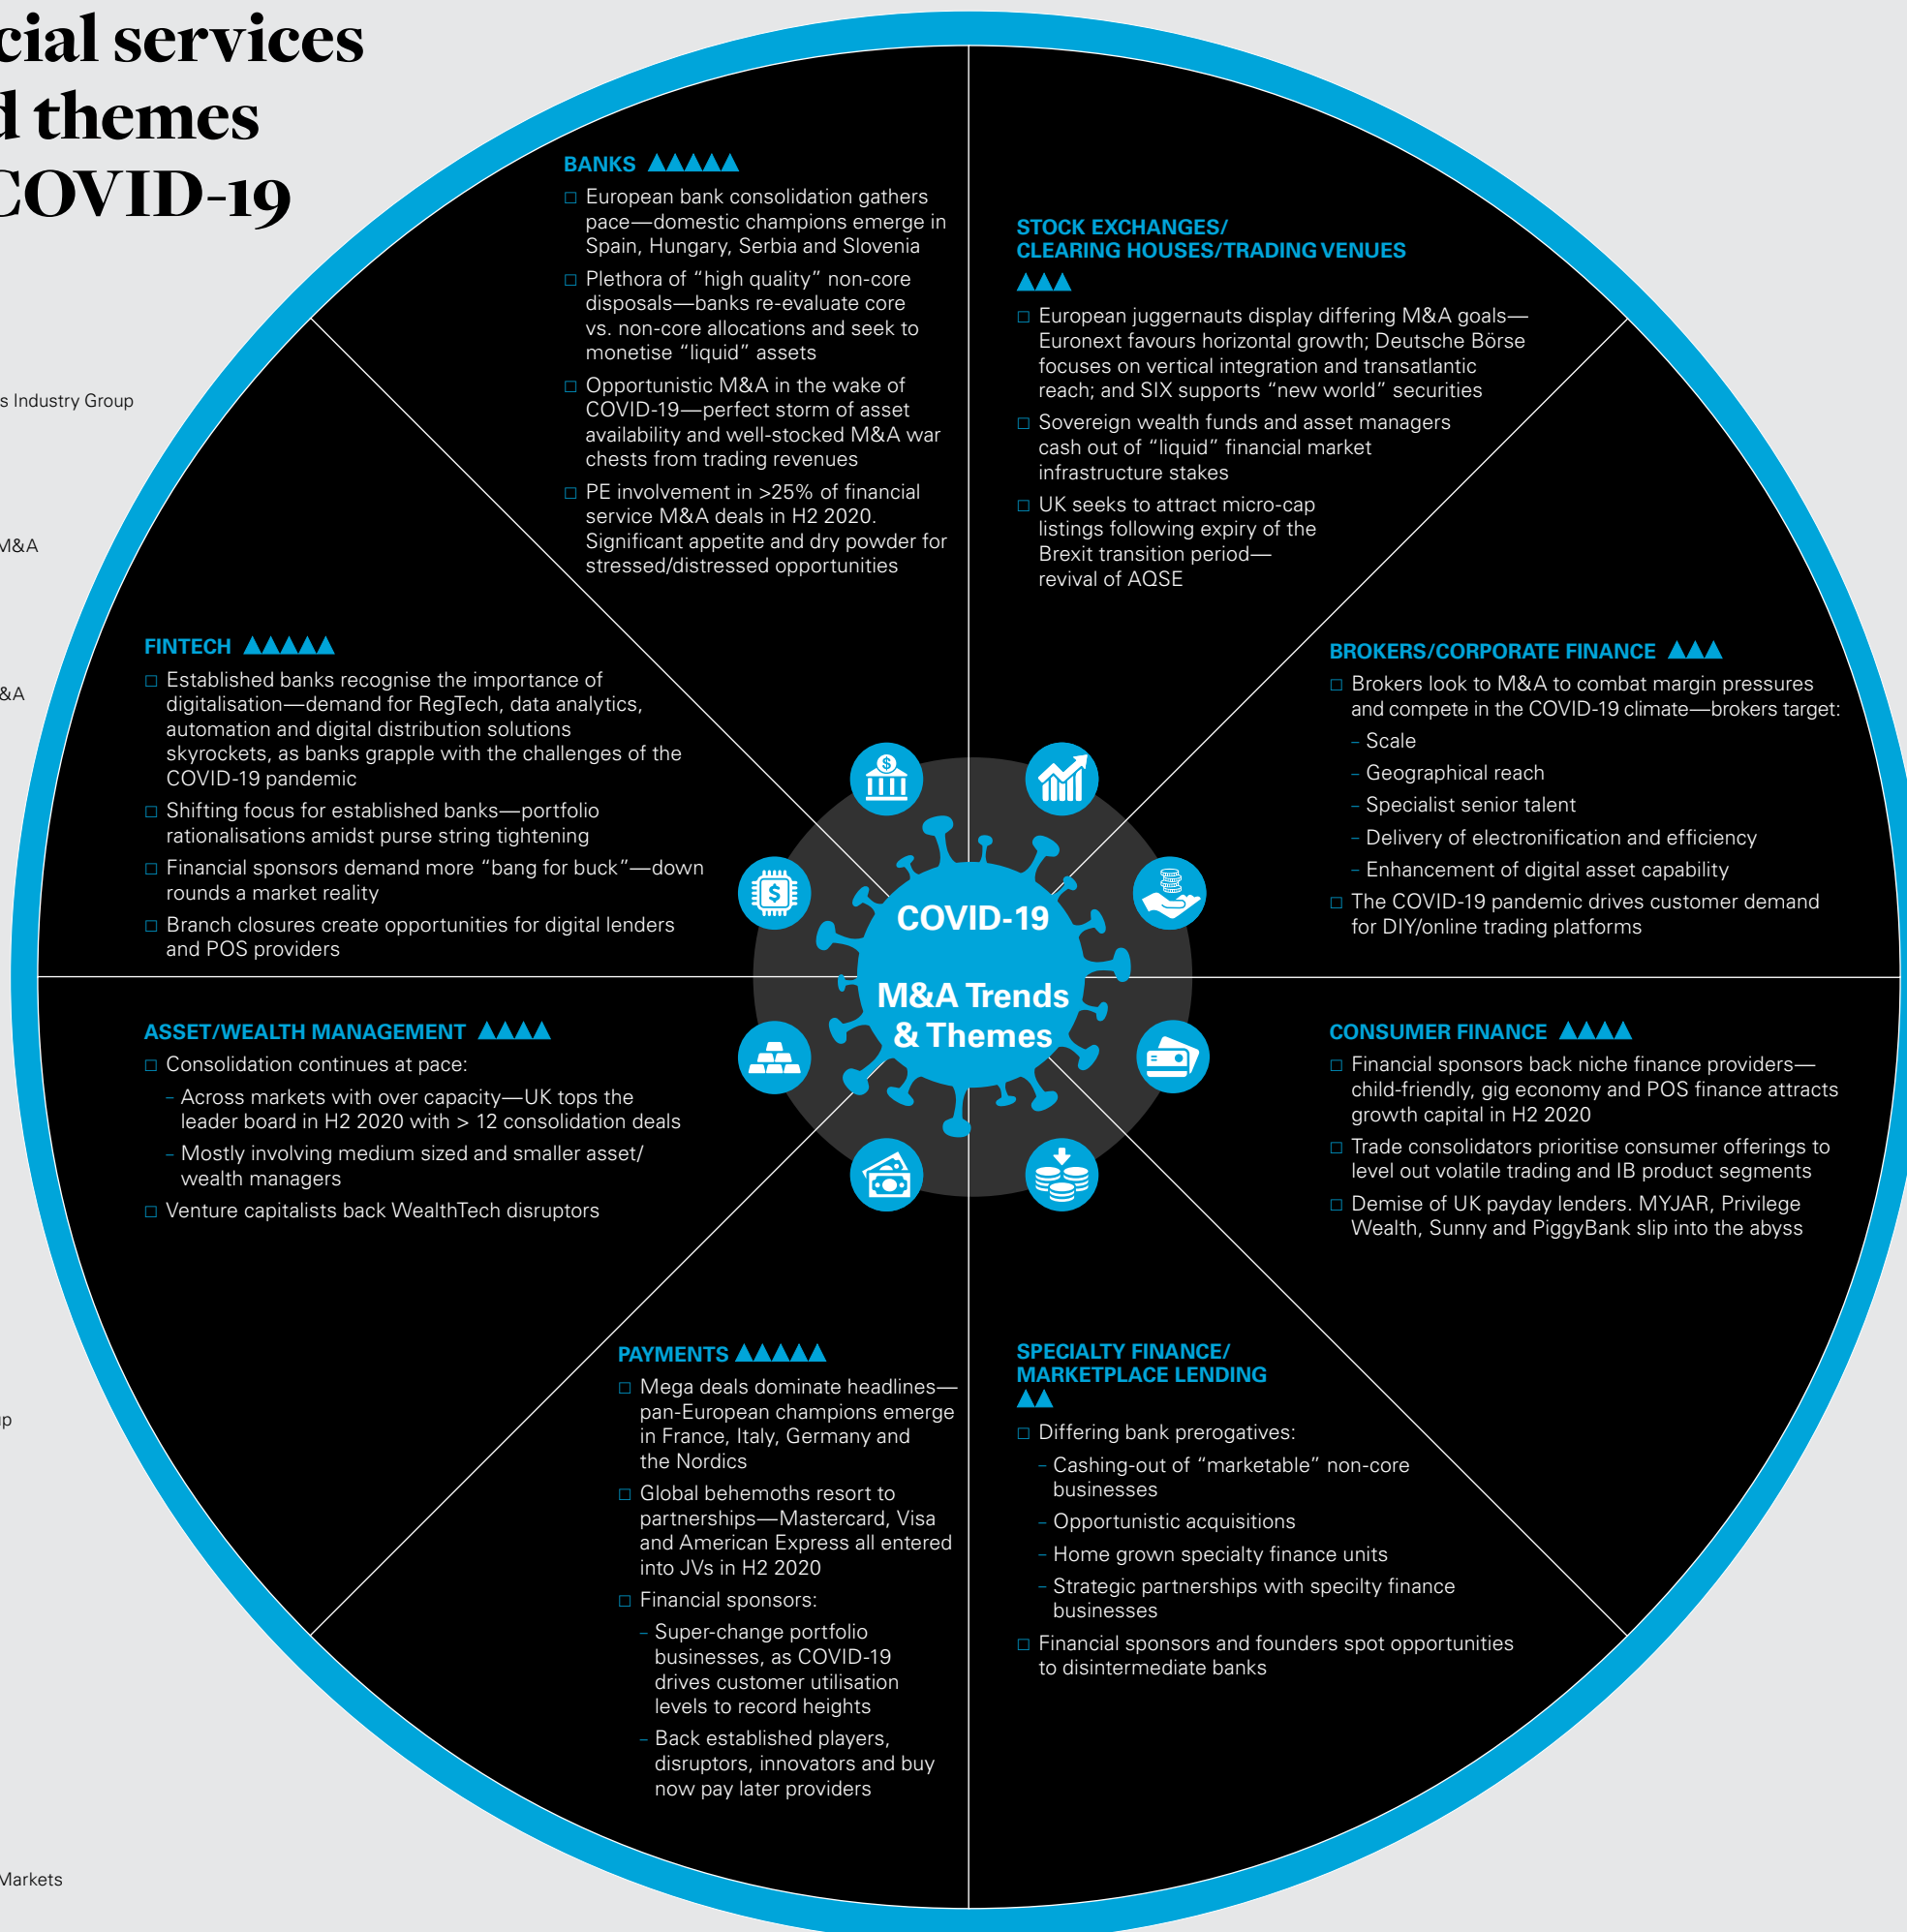 cial services
d themes
COVID-19
s Industry Group
M&A
&A
up
Markets
BANKS ▲▲▲▲▲
□ European bank consolidation gathers
pace—domestic champions emerge in
Spain, Hungary, Serbia and Slovenia
□ Plethora of “high quality” non-core
disposals—banks re-evaluate core
vs. non-core allocations and seek to
monetise “liquid” assets
□ Opportunistic M&A in the wake of
COVID-19—perfect storm of asset
availability and well-stocked M&A war
chests from trading revenues
□ PE involvement in >25% of financial
service M&A deals in H2 2020.
Significant appetite and dry powder for
stressed/distressed opportunities
STOCK EXCHANGES/
CLEARING HOUSES/TRADING VENUES
▲▲▲
□ European juggernauts display differing M&A goals—
Euronext favours horizontal growth; Deutsche Börse
focuses on vertical integration and transatlantic
reach; and SIX supports “new world” securities
□ Sovereign wealth funds and asset managers
cash out of “liquid” financial market
infrastructure stakes
□ UK seeks to attract micro-cap
listings following expiry of the
Brexit transition period—
revival of AQSE
FINTECH ▲▲▲▲▲
□ Established banks recognise the importance of
digitalisation—demand for RegTech, data analytics,
automation and digital distribution solutions
skyrockets, as banks grapple with the challenges of the
COVID-19 pandemic
□ Shifting focus for established banks—portfolio
rationalisations amidst purse string tightening
□ Financial sponsors demand more “bang for buck”—down
rounds a market reality
□ Branch closures create opportunities for digital lenders
and POS providers
BROKERS/CORPORATE FINANCE ▲▲▲
□ Brokers look to M&A to combat margin pressures
and compete in the COVID-19 climate—brokers target:
– Scale
– Geographical reach
– Specialist senior talent
– Delivery of electronification and efficiency
– Enhancement of digital asset capability
□ The COVID-19 pandemic drives customer demand
for DIY/online trading platforms
COVID-19
M&A Trends
& Themes
ASSET/WEALTH MANAGEMENT ▲▲▲▲
□ Consolidation continues at pace:
– Across markets with over capacity—UK tops the
leader board in H2 2020 with > 12 consolidation deals
– Mostly involving medium sized and smaller asset/
wealth managers
□ Venture capitalists back WealthTech disruptors
CONSUMER FINANCE ▲▲▲▲
□ Financial sponsors back niche finance providers—
child-friendly, gig economy and POS finance attracts
growth capital in H2 2020
□ Trade consolidators prioritise consumer offerings to
level out volatile trading and IB product segments
□ Demise of UK payday lenders. MYJAR, Privilege
Wealth, Sunny and PiggyBank slip into the abyss
PAYMENTS ▲▲▲▲▲
□ Mega deals dominate headlines—
pan-European champions emerge
in France, Italy, Germany and
the Nordics
□ Global behemoths resort to
partnerships—Mastercard, Visa
and American Express all entered
into JVs in H2 2020
□ Financial sponsors:
– Super-change portfolio
businesses, as COVID-19
drives customer utilisation
levels to record heights
– Back established players,
disruptors, innovators and buy
now pay later providers
SPECIALTY FINANCE/
MARKETPLACE LENDING
▲▲
□ Differing bank prerogatives:
– Cashing-out of “marketable” non-core
businesses
– Opportunistic acquisitions
– Home grown specialty finance units
– Strategic partnerships with specilty finance
businesses
□ Financial sponsors and founders spot opportunities
to disintermediate banks